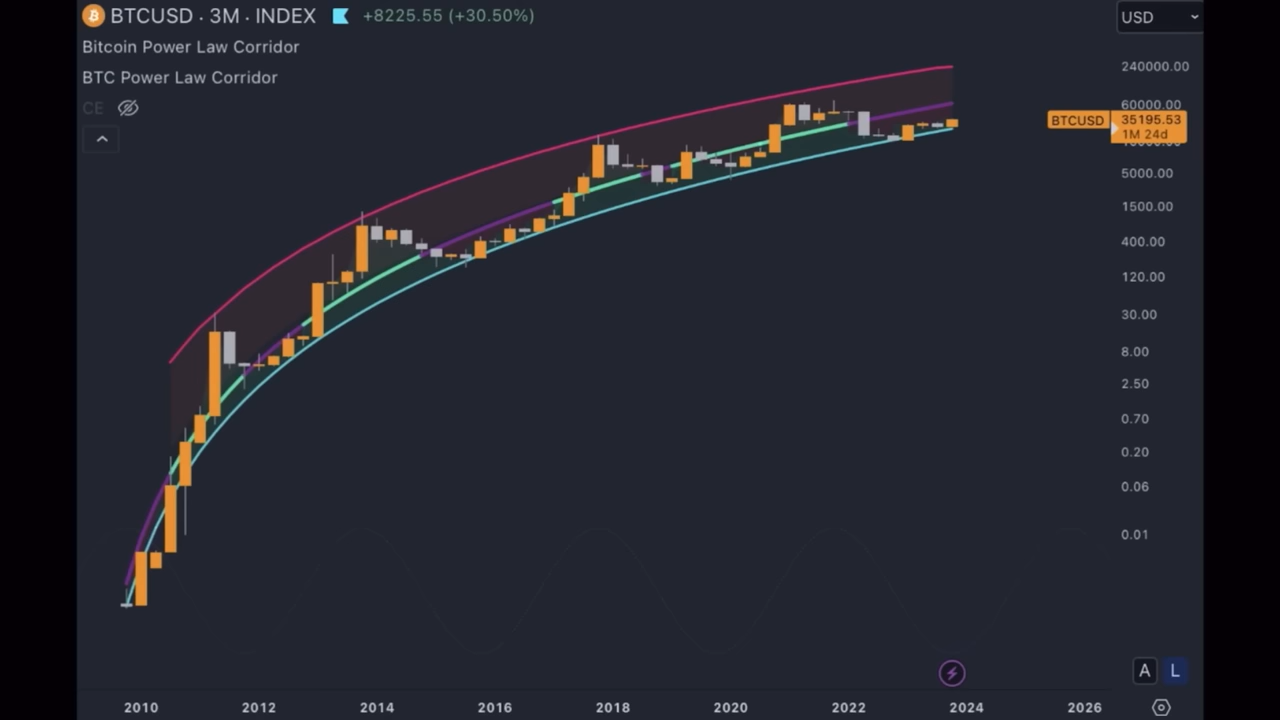 BTCUSD · 3M · INDEX +8225.55 (+30.50%)
USD
Bitcoin Power Law Corridor
BTC Power Law Corridor
CE
240000.00
60000.00
BTCUSD 35195.53
1M 24d
5000.00
1500.00
400.00
120.00
30.00
8.00
2.50
0.70
0.20
0.06
0.01
A L
2010 2012 2014 2016 2018 2020 2022 2024 2026